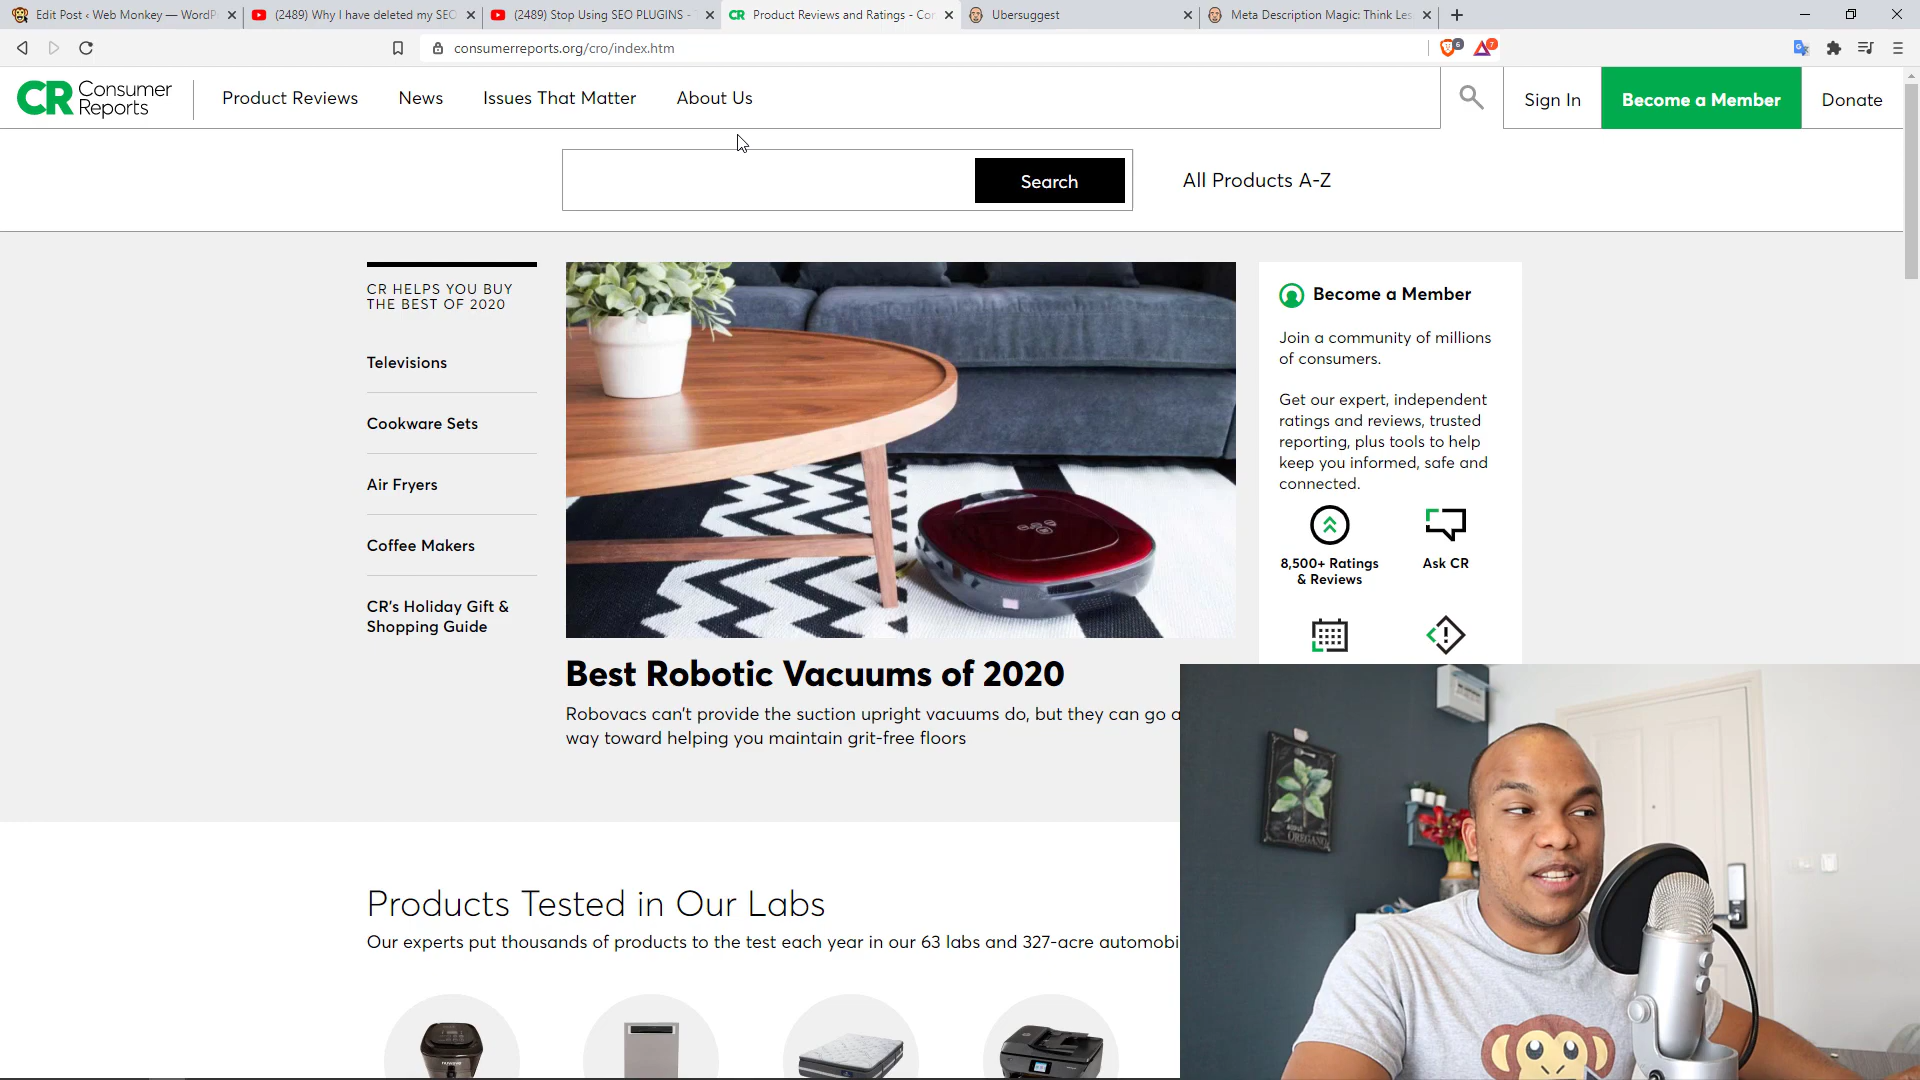 Edit Post ‹ Web Monkey — WordP
(2489) Why I have deleted my SEO
(2489) Stop Using SEO PLUGINS -
CR Product Reviews and Ratings - Con
Ubersuggest
Meta Description Magic: Think Les
consumerreports.org/cro/index.htm
6
7
CR Consumer
Reports
Product Reviews
News
Issues That Matter
About Us
Sign In
Become a Member
Donate
Search
All Products A-Z
CR HELPS YOU BUY
THE BEST OF 2020
Televisions
Cookware Sets
Air Fryers
Coffee Makers
CR's Holiday Gift &
Shopping Guide
Best Robotic Vacuums of 2020
Robovacs can't provide the suction upright vacuums do, but they can go a
way toward helping you maintain grit-free floors
Become a Member
Join a community of millions
of consumers.
Get our expert, independent
ratings and reviews, trusted
reporting, plus tools to help
keep you informed, safe and
connected.
8,500+ Ratings
& Reviews
Ask CR
Products Tested in Our Labs
Our experts put thousands of products to the test each year in our 63 labs and 327-acre automobi
OREGANO